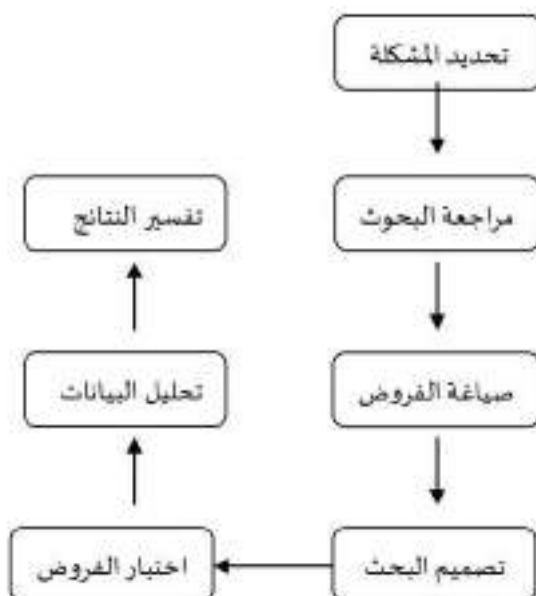 تحديد المشكلة
مراجعة البحوث
صياغة الفروض
تصميم البحث
اختبار الفروض
تحليل البيانات
تفسير النتائج